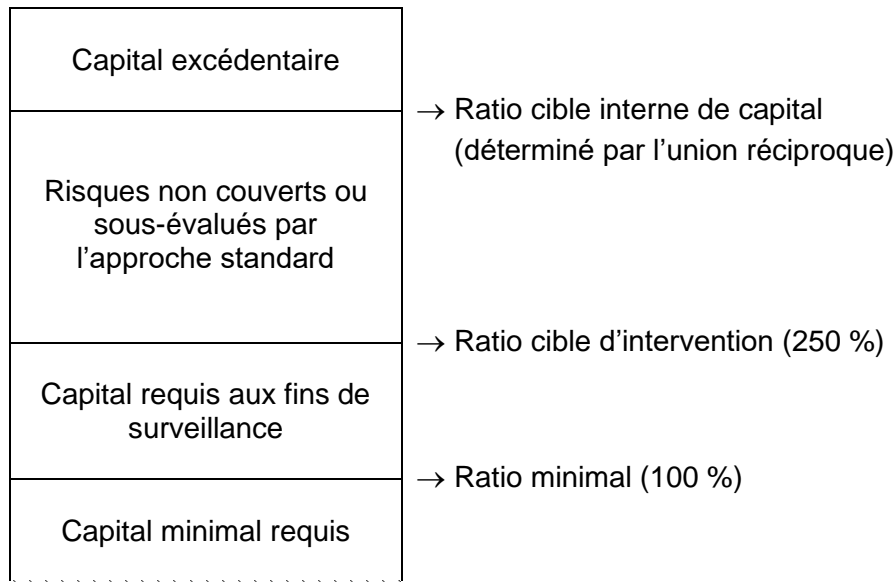 Capital excédentaire
→ Ratio cible interne de capital
(déterminé par l’union réciproque)
Risques non couverts ou
sous-évalués par
l’approche standard
→ Ratio cible d’intervention (250 %)
Capital requis aux fins de
surveillance
→ Ratio minimal (100 %)
Capital minimal requis